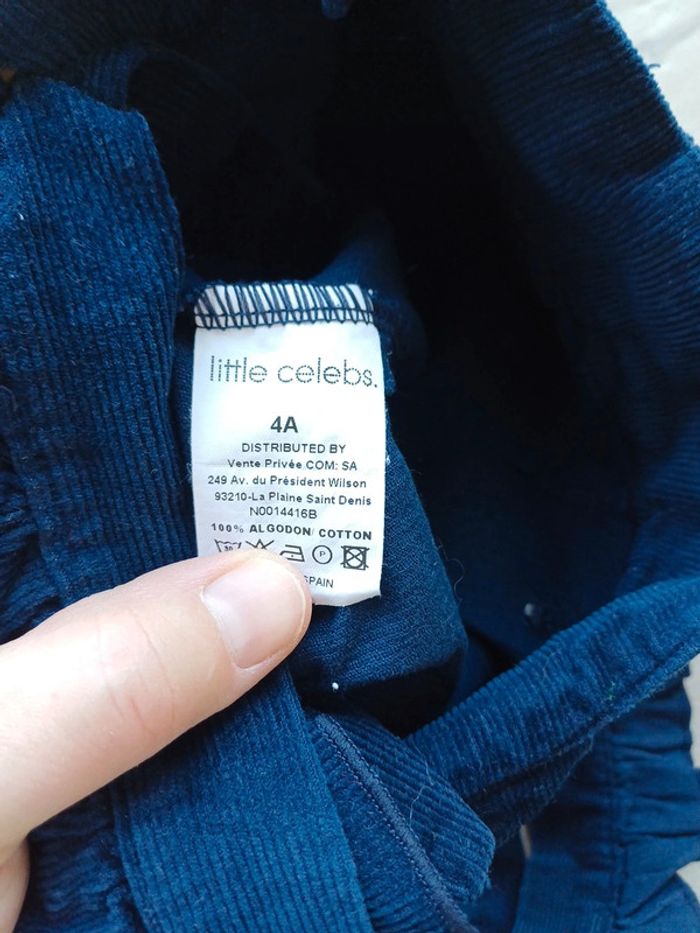 little celebs.
4A
DISTRIBUTED BY
Vente Privée COM: SA
249 Av. du Président Wilson
93210-La Plaine Saint Denis
N0014416B
100% ALGODON/ COTTON
30 P
SPAIN